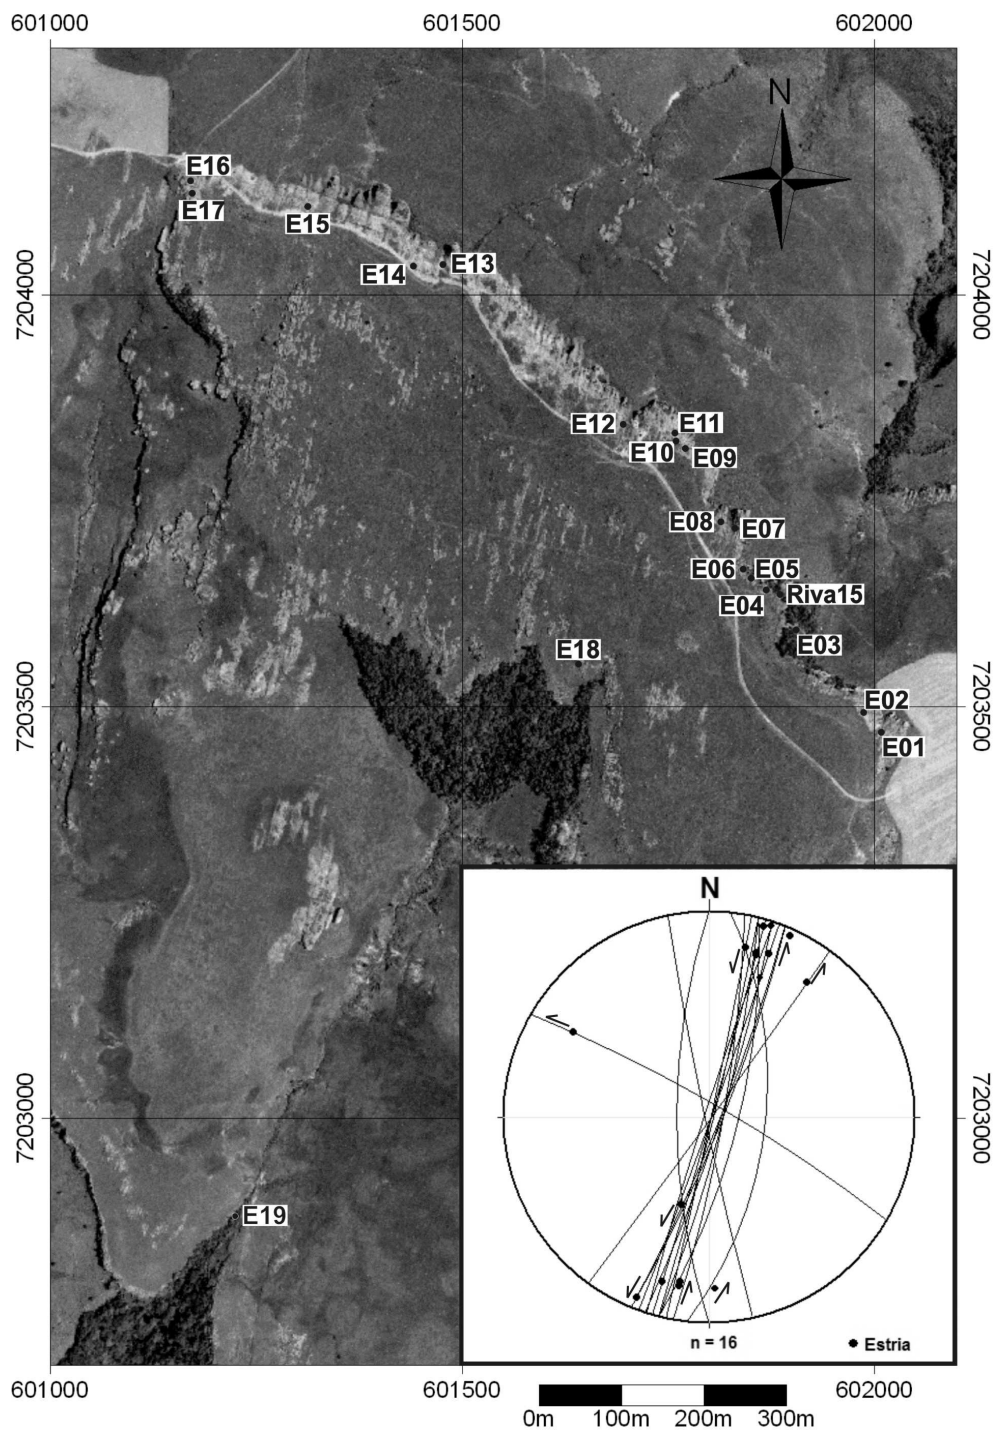 601000 601500 602000
N
E16
E17
E15
E14
E13
7204000 7204000
E12
E11
E10
E09
E08
E07
E06
E05
E04
Riva15
E03
E18
E02
7203500 7203500
E01
N
7203000 7203000
E19
n = 16
Estria
601000 601500 602000
0m 100m 200m 300m